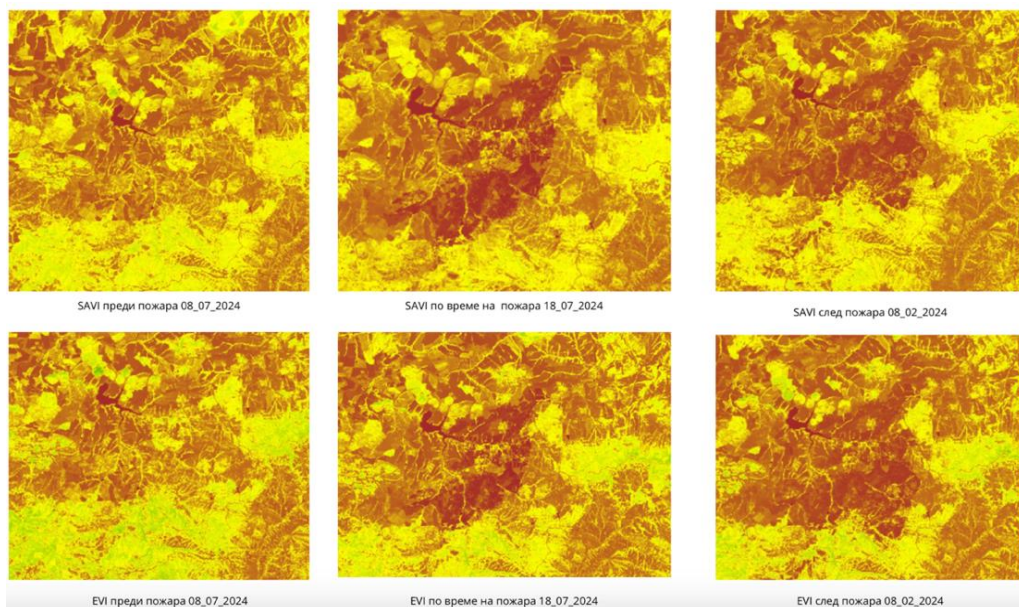 SAVI преди пожара 08_07_2024
SAVI по време на  пожара 18_07_2024
SAVI след пожара 08_02_2024
EVI преди пожара 08_07_2024
EVI по време на пожара 18_07_2024
EVI след пожара 08_02_2024